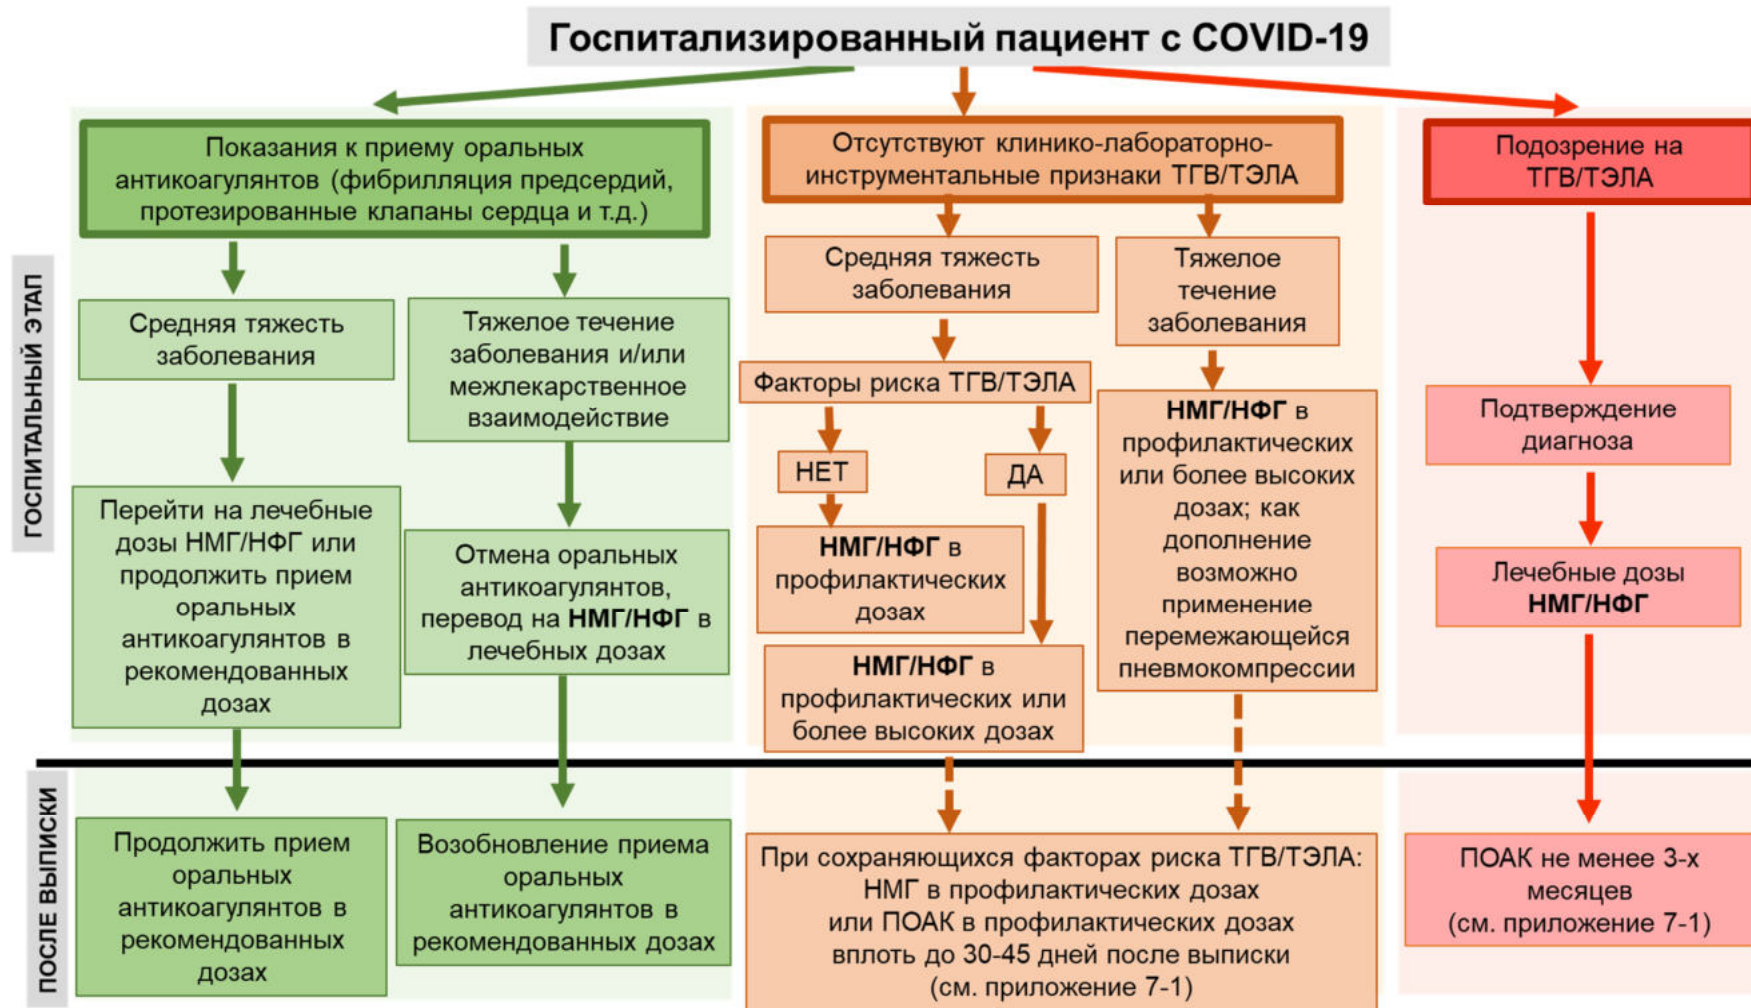 Госпитализированный пациент с COVID-19
ГОСПИТАЛЬНЫЙ ЭТАП
Показания к приему оральных
антикоагулянтов (фибрилляция предсердий,
протезированные клапаны сердца и т.д.)
Средняя тяжесть
заболевания
Перейти на лечебные
дозы НМГ/НФГ или
продолжить прием
оральных
антикоагулянтов в
рекомендованных
дозах
Тяжелое течение
заболевания и/или
межлекарственное
взаимодействие
Отмена оральных
антикоагулянтов,
перевод на НМГ/НФГ в
лечебных дозах
Отсутствуют клинико-лабораторно-
инструментальные признаки ТГВ/ТЭЛА
Средняя тяжесть
заболевания
Факторы риска ТГВ/ТЭЛА
НЕТ
ДА
НМГ/НФГ в
профилактических
дозах
НМГ/НФГ в
профилактических или
более высоких дозах
Тяжелое
течение
заболевания
НМГ/НФГ в
профилактических
или более высоких
дозах; как
дополнение
возможно
применение
перемежающейся
пневмокомпрессии
Подозрение на
ТГВ/ТЭЛА
Подтверждение
диагноза
Лечебные дозы
НМГ/НФГ
ПОСЛЕ ВЫПИСКИ
Продолжить прием
оральных
антикоагулянтов в
рекомендованных
дозах
Возобновление приема
оральных
антикоагулянтов в
рекомендованных дозах
При сохраняющихся факторах риска ТГВ/ТЭЛА:
НМГ в профилактических дозах
или ПОАК в профилактических дозах
вплоть до 30-45 дней после выписки
(см. приложение 7-1)
ПОАК не менее 3-х
месяцев
(см. приложение 7-1)